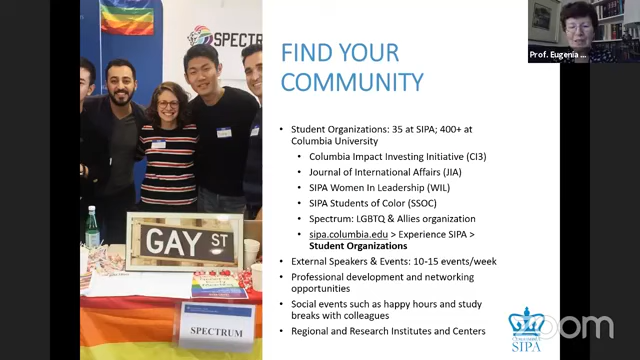 SPECTRUM
FIND YOUR
COMMUNITY
• Student Organizations: 35 at SIPA; 400+ at
Columbia University
• Columbia Impact Investing Initiative (CI3)
• Journal of International Affairs (JIA)
• SIPA Women In Leadership (WIL)
• SIPA Students of Color (SSOC)
• Spectrum: LGBTQ & Allies organization
• sipa.columbia.edu > Experience SIPA >
Student Organizations
• External Speakers & Events: 10-15 events/week
• Professional development and networking
opportunities
• Social events such as happy hours and study
breaks with colleagues
• Regional and Research Institutes and Centers
GAY ST
SPECTRUM
COLUMBIA
SIPA
zoom
Prof. Eugenia ...